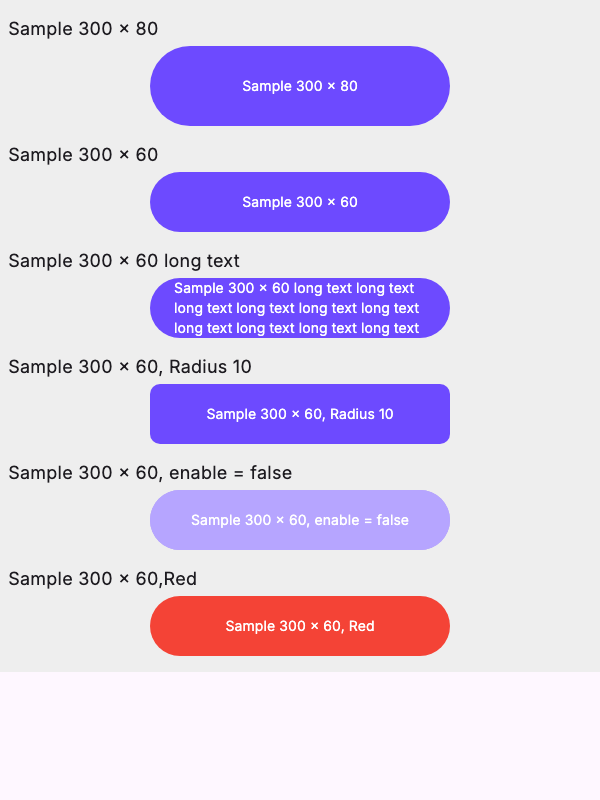 Sample 300 × 80
Sample 300 × 80
Sample 300 × 60
Sample 300 × 60
Sample 300 × 60 long text
Sample 300 × 60 long text long text
long text long text long text long text
long text long text long text long text
Sample 300 × 60, Radius 10
Sample 300 × 60, Radius 10
Sample 300 × 60, enable = false
Sample 300 × 60, enable = false
Sample 300 × 60,Red
Sample 300 × 60, Red